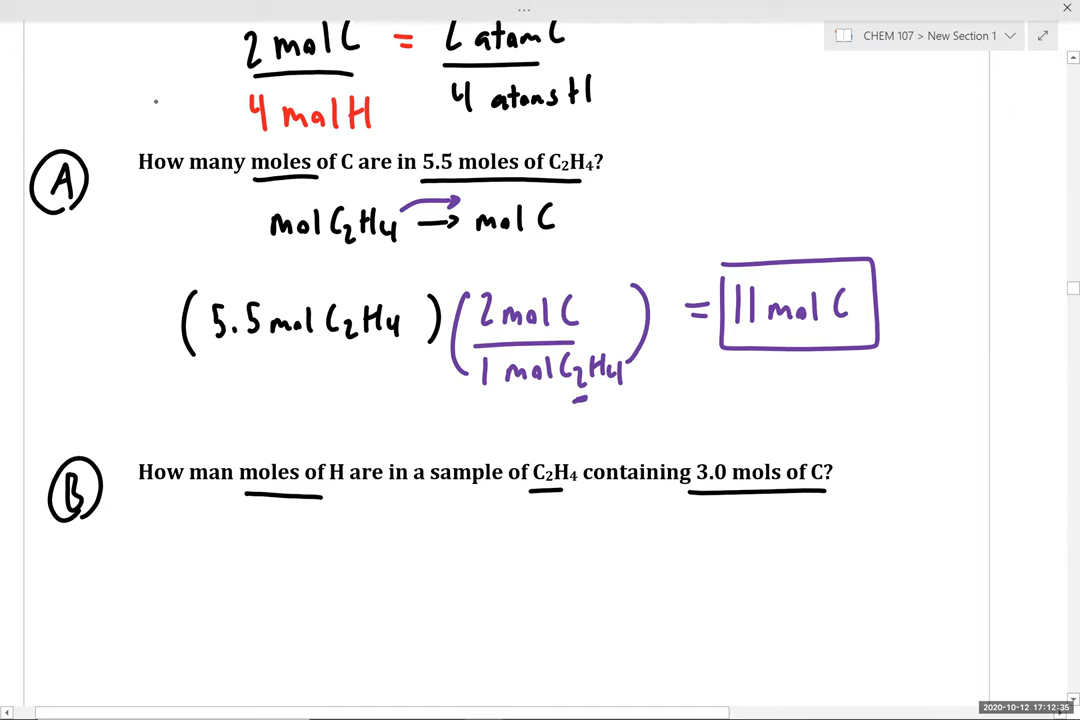 CHEM 107 > New Section 1
2 mol C = 2 atom C
4 mol H 4 atoms H
A How many moles of C are in 5.5 moles of C₂H₄?
mol C₂H₄ → mol C
(5.5 mol C₂H₄) (2 mol C = 11 mol C
1 mol C₂H₄)
B How man moles of H are in a sample of C₂H₄ containing 3.0 mols of C?
2020-10-12 17:12:35